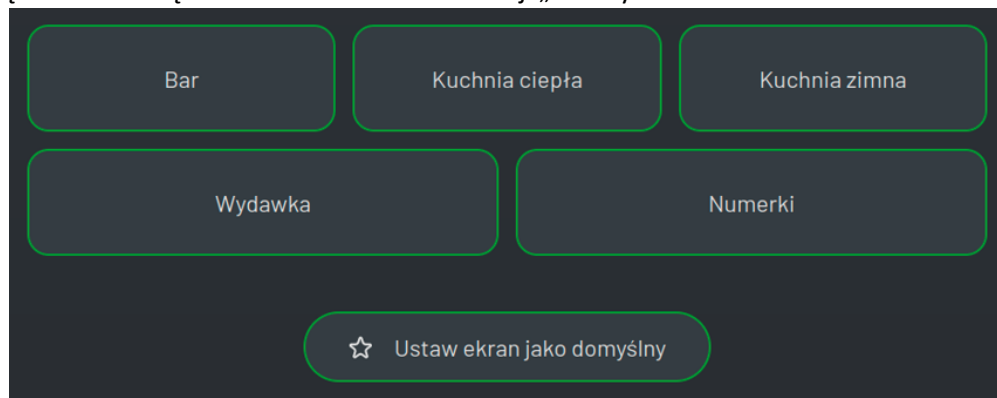 Bar
Kuchnia ciepła
Kuchnia zimna
Wydawka
Numerki
Ustaw ekran jako domyślny